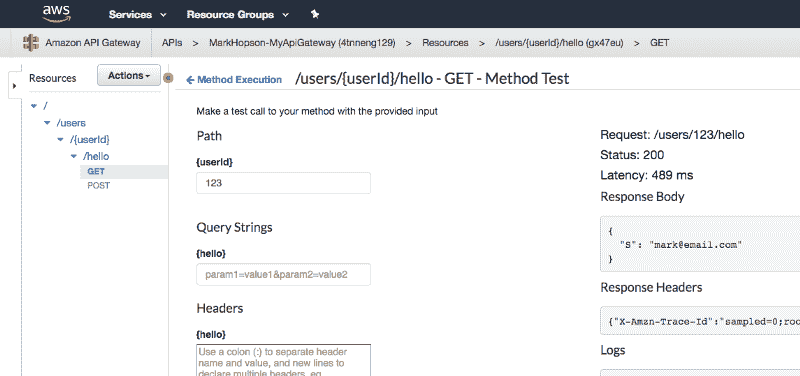 aws
Services
Resource Groups
Amazon API Gateway
APIs > MarkHopson-MyApiGateway (4tnneng129) > Resources > /users/{userId}/hello (gx47eu) > GET
Resources
Actions
/
/users
/{userId}
/hello
GET
POST
Method Execution
/users/{userId}/hello - GET - Method Test
Make a test call to your method with the provided input
Path
{userId}
123
Query Strings
{hello}
param1=value1&param2=value2
Headers
{hello}
Use a colon (:) to separate header
name and value, and new lines to
declare multiple headers. eg.
Request: /users/123/hello
Status: 200
Latency: 489 ms
Response Body
{
"S": "mark@email.com"
}
Response Headers
{"X-Amzn-Trace-Id":"sampled=0;roo
Logs